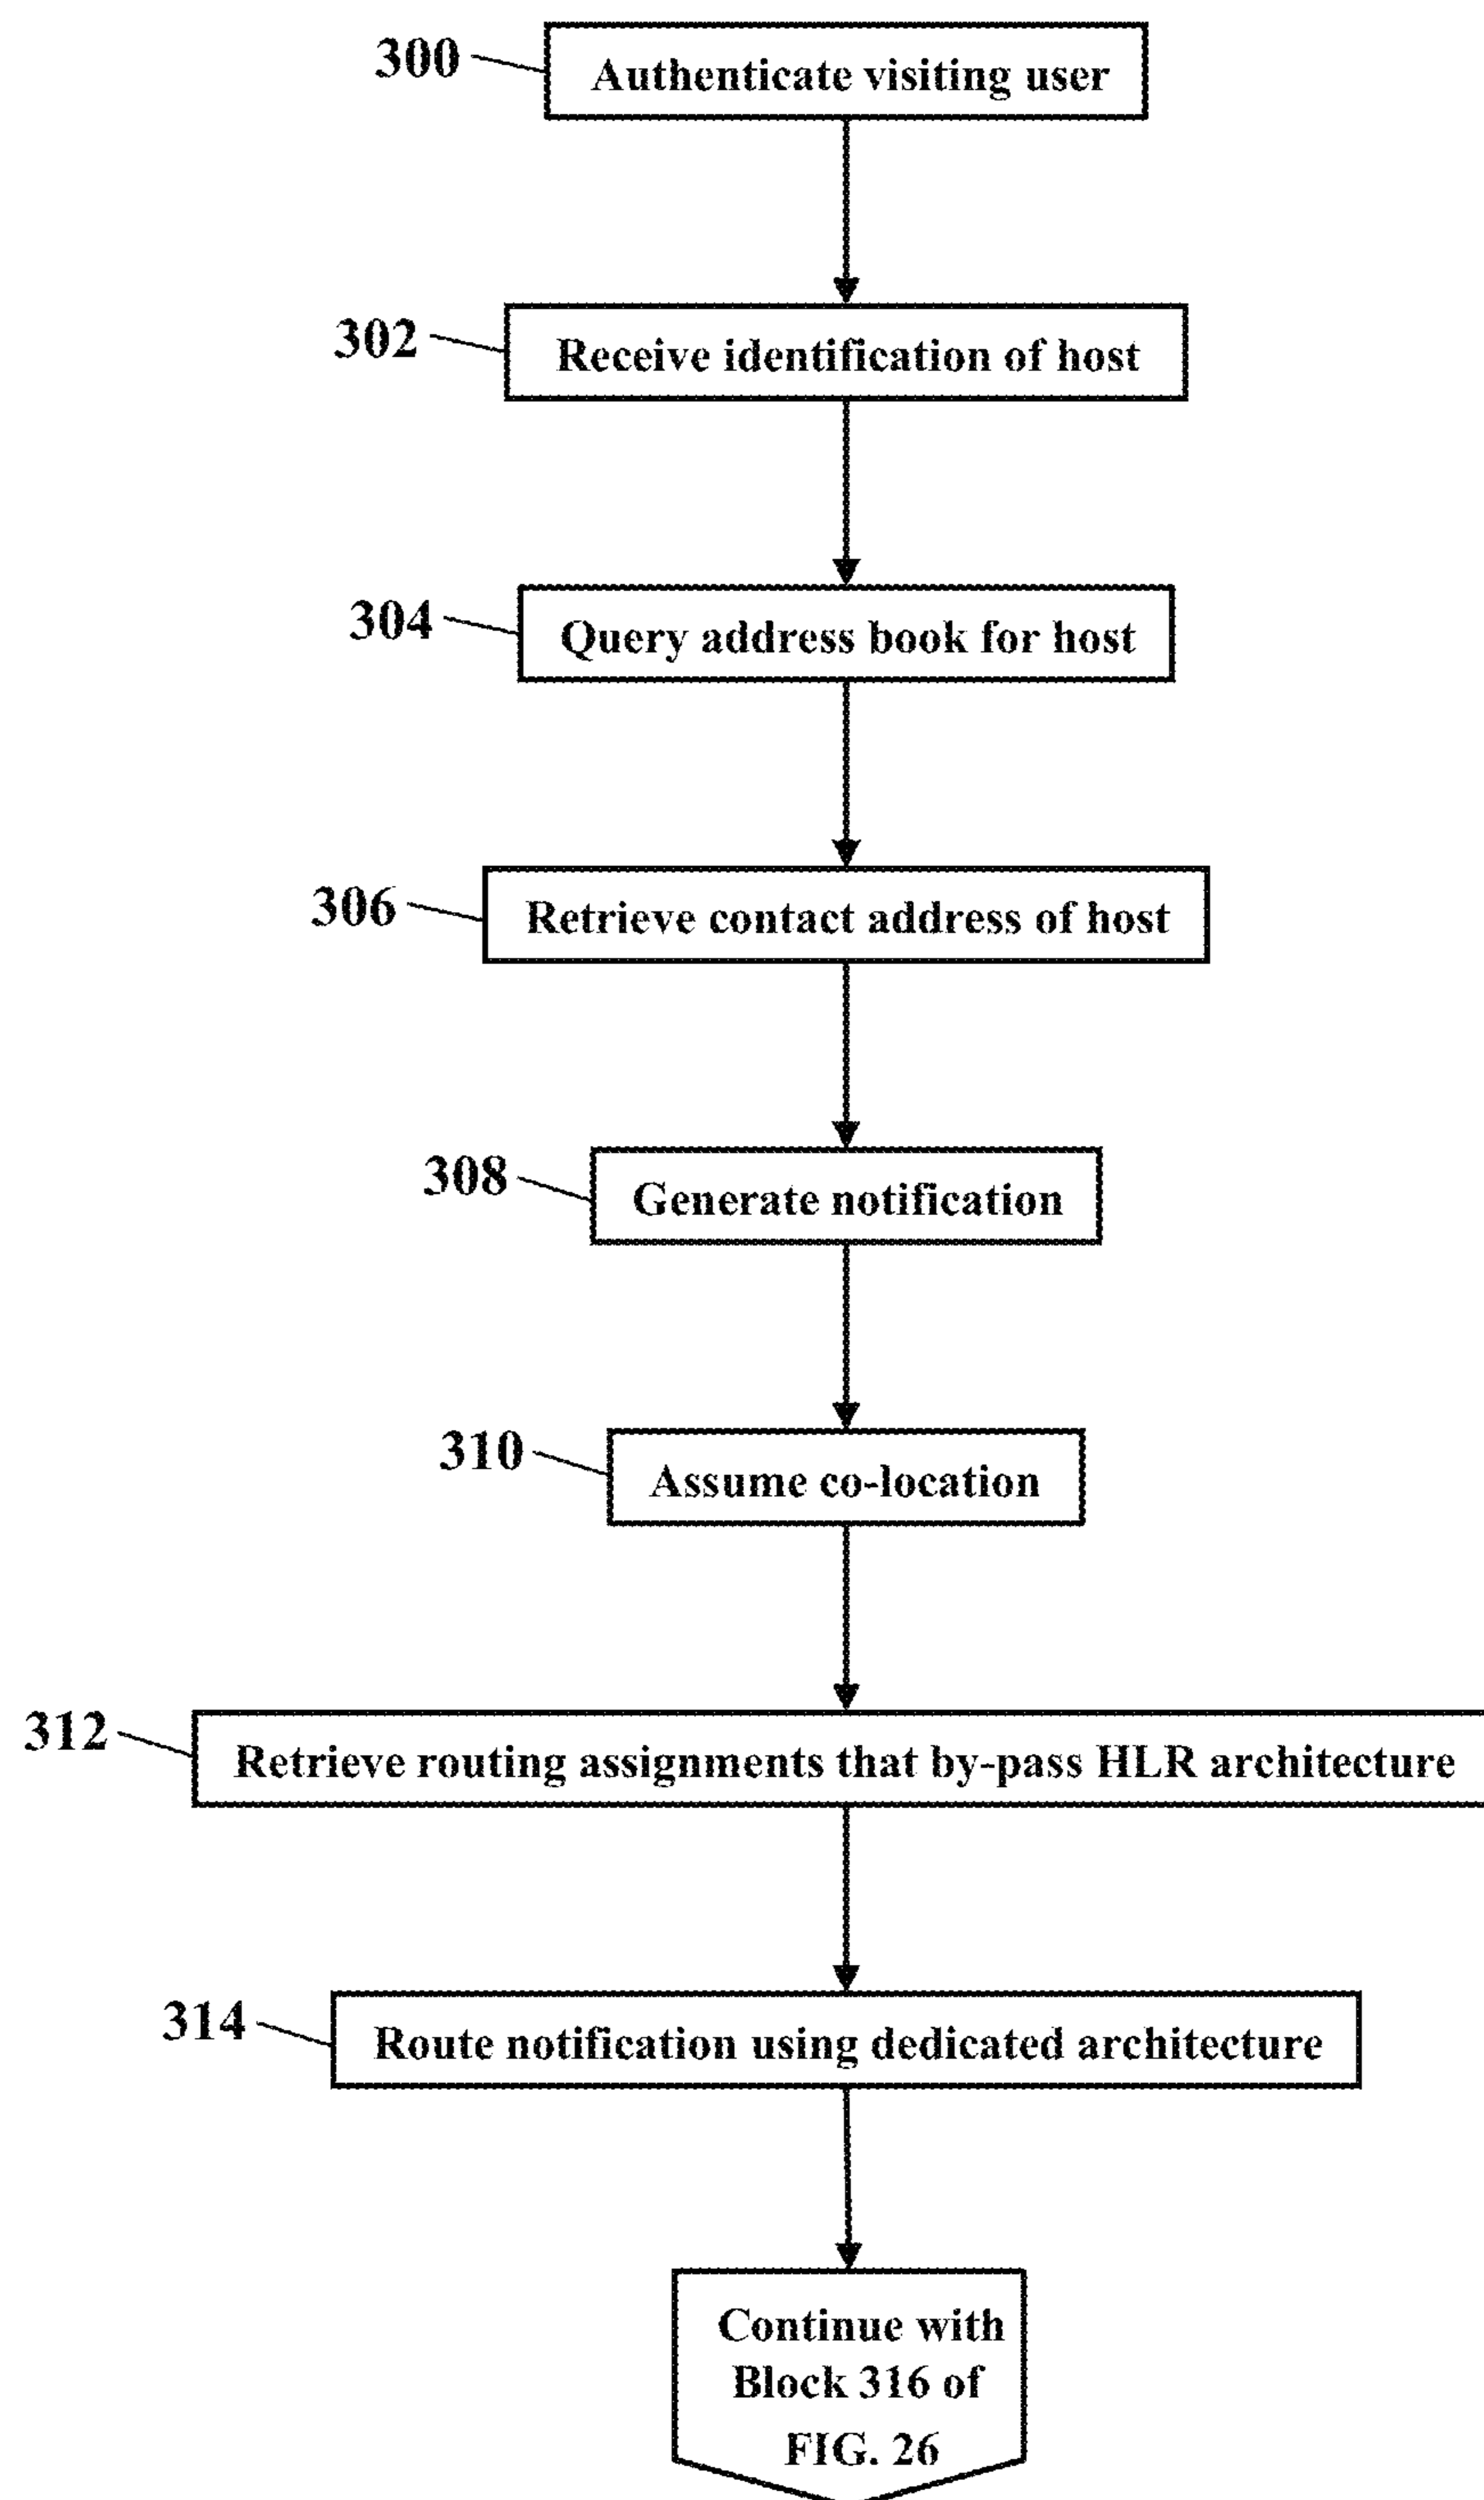 300
Authenticate visiting user
302
Receive identification of host
304
Query address book for host
306
Retrieve contact address of host
308
Generate notification
310
Assume co-location
312
Retrieve routing assignments that by-pass HLR architecture
314
Route notification using dedicated architecture
Continue with
Block 316 of
FIG. 26